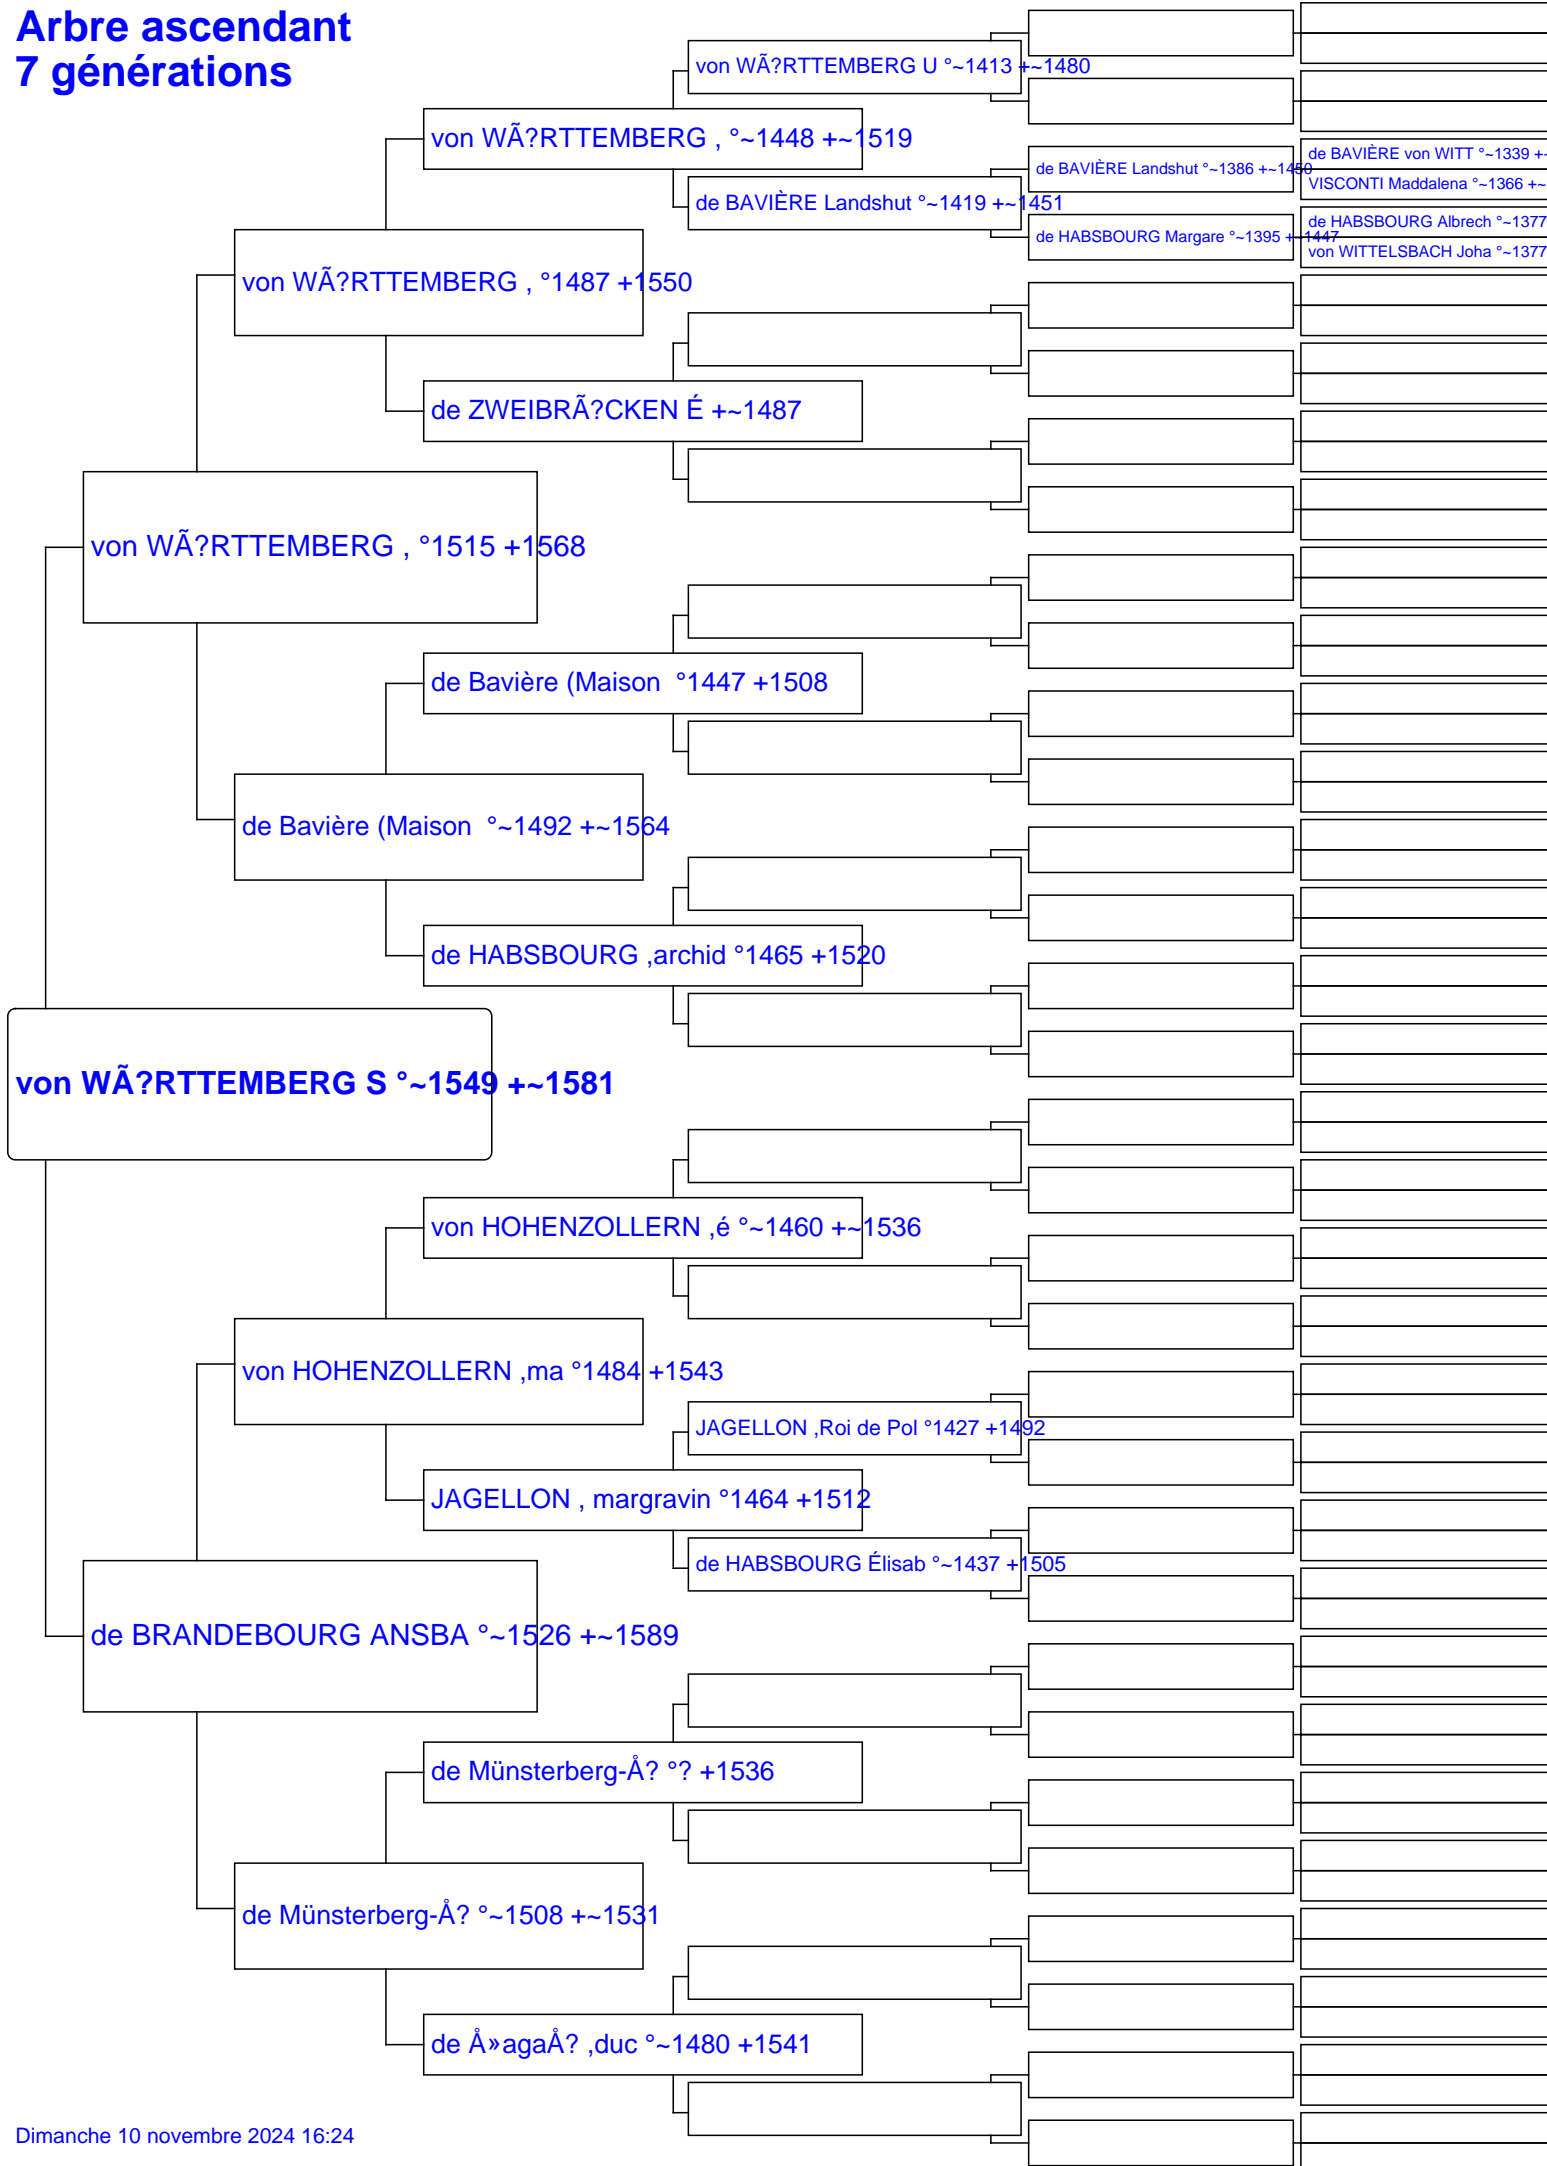 Arbre ascendant
7 générations
von WÃ?RTTEMBERG U °~1413 +~1480
von WÃ?RTTEMBERG , °~1448 +~1519
de BAVIÈRE von WITT °~1339 +~
de BAVIÈRE Landshut °~1386 +~1450
VISCONTI Maddalena °~1366 +~
de BAVIÈRE Landshut °~1419 +~1451
de HABSBOURG Albrech °~1377
de HABSBOURG Margare °~1395 +~1447
von WITTELSBACH Joha °~1377
von WÃ?RTTEMBERG , °1487 +1550
de ZWEIBRÃ?CKEN É +~1487
von WÃ?RTTEMBERG , °1515 +1568
de Bavière (Maison  °1447 +1508
de Bavière (Maison  °~1492 +~1564
de HABSBOURG ,archid °1465 +1520
von WÃ?RTTEMBERG S °~1549 +~1581
von HOHENZOLLERN ,é °~1460 +~1536
von HOHENZOLLERN ,ma °1484 +1543
JAGELLON ,Roi de Pol °1427 +1492
JAGELLON , margravin °1464 +1512
de HABSBOURG Élisab °~1437 +1505
de BRANDEBOURG ANSBA °~1526 +~1589
de Münsterberg-Å? °? +1536
de Münsterberg-Å? °~1508 +~1531
de Å»agaÅ? ,duc °~1480 +1541
Dimanche 10 novembre 2024 16:24